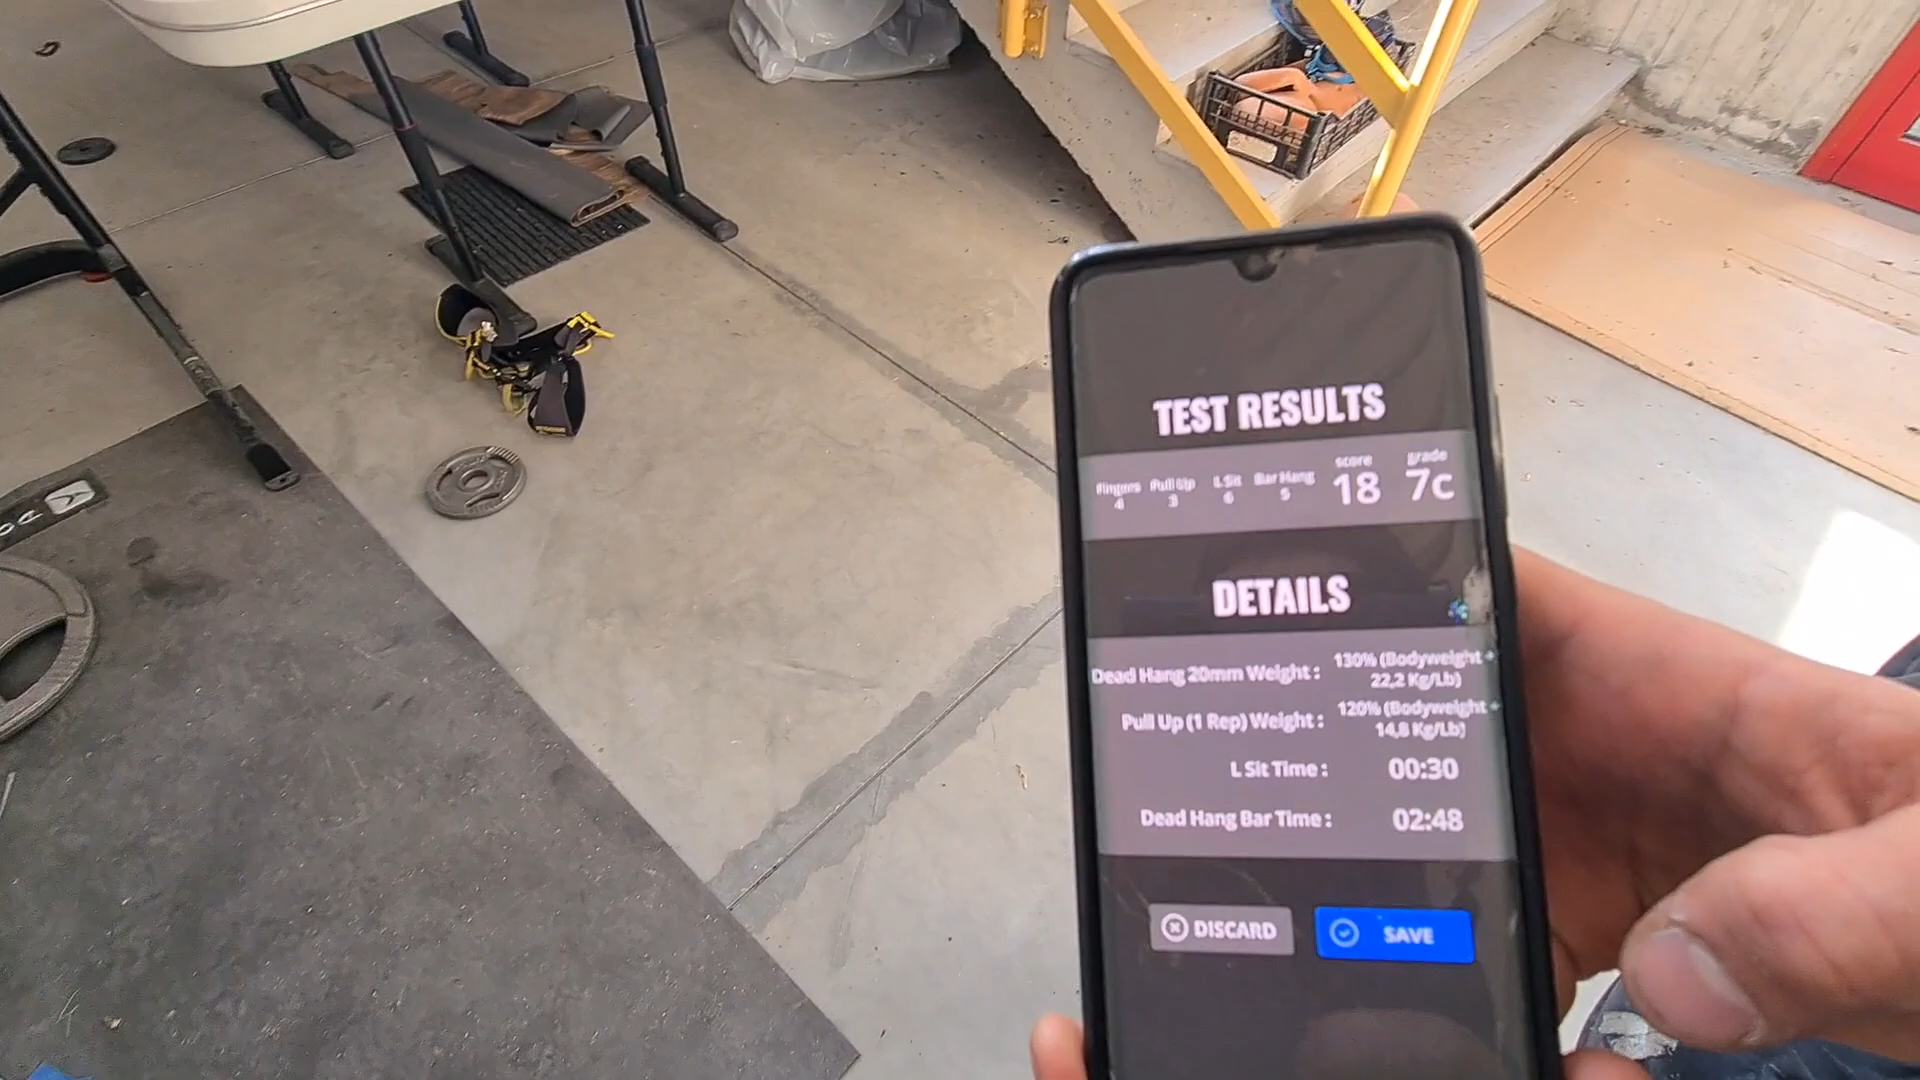 TEST RESULTS
Fingers Pull Up L Sit Bar Hang score grade
4 3 6 5 18 7c
DETAILS
Dead Hang 20mm Weight : 130% (Bodyweight +
22,2 Kg/Lb)
Pull Up (1 Rep) Weight : 120% (Bodyweight +
14,8 Kg/Lb)
L Sit Time : 00:30
Dead Hang Bar Time : 02:48
DISCARD SAVE